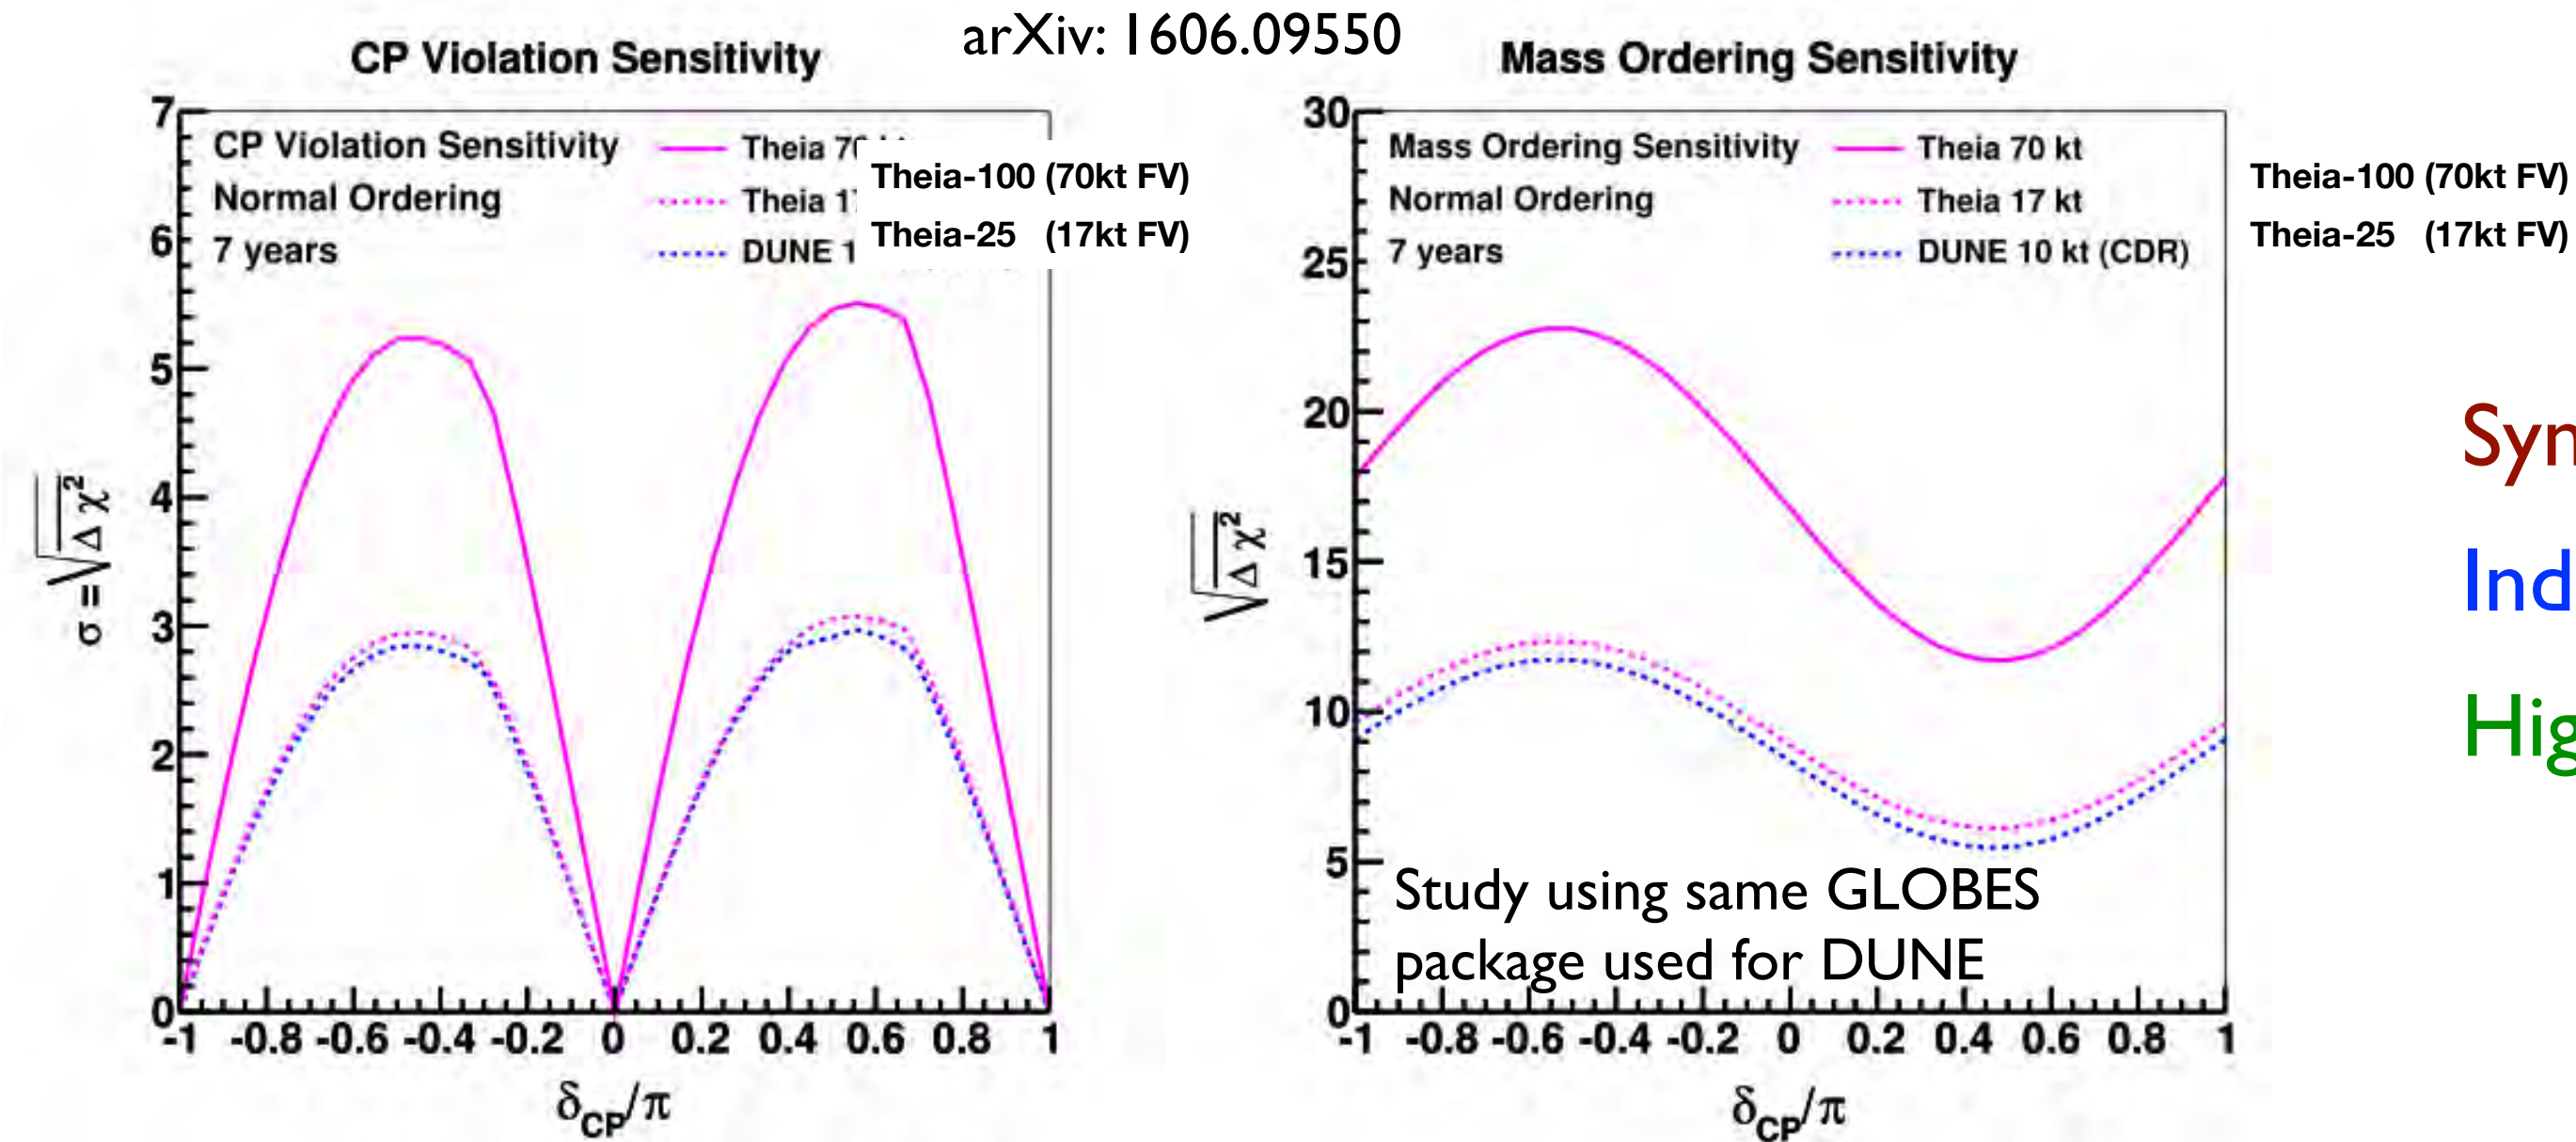 arXiv: 1606.09550
CP Violation Sensitivity
7
6
5
4
3
2
1
0
CP Violation Sensitivity
Normal Ordering
7 years
Theia
Theia
DUNE
Theia-100 (70kt FV)
Theia-25 (17kt FV)
σ = √Δχ²
-1 -0.8 -0.6 -0.4 -0.2 0 0.2 0.4 0.6 0.8 1
δCP/π
Mass Ordering Sensitivity
30
25
20
15
10
5
0
Mass Ordering Sensitivity
Normal Ordering
7 years
Theia 70 kt
Theia 17 kt
DUNE 10 kt (CDR)
Theia-100 (70kt FV)
Theia-25 (17kt FV)
√Δχ²
Study using same GLOBES
package used for DUNE
-1 -0.8 -0.6 -0.4 -0.2 0 0.2 0.4 0.6 0.8 1
δCP/π